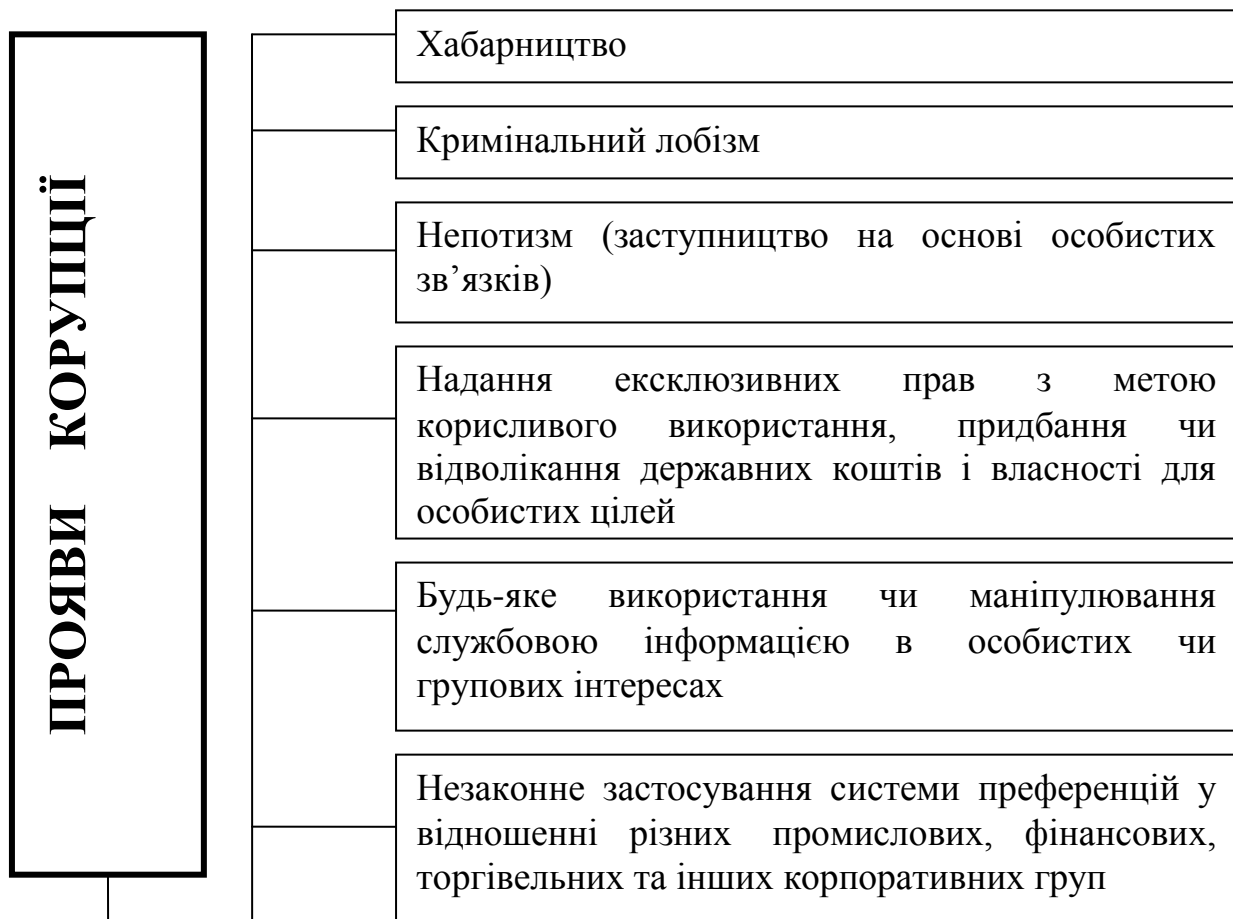 ПРОЯВИ КОРУПЦІЇ
Хабарництво
Кримінальний лобізм
Непотизм (заступництво на основі особистих
зв’язків)
Надання ексклюзивних прав з метою
корисливого використання, придбання чи
відволікання державних коштів і власності для
особистих цілей
Будь-яке використання чи маніпулювання
службовою інформацією в особистих чи
групових інтересах
Незаконне застосування системи преференцій у
відношенні різних промислових, фінансових,
торгівельних та інших корпоративних груп